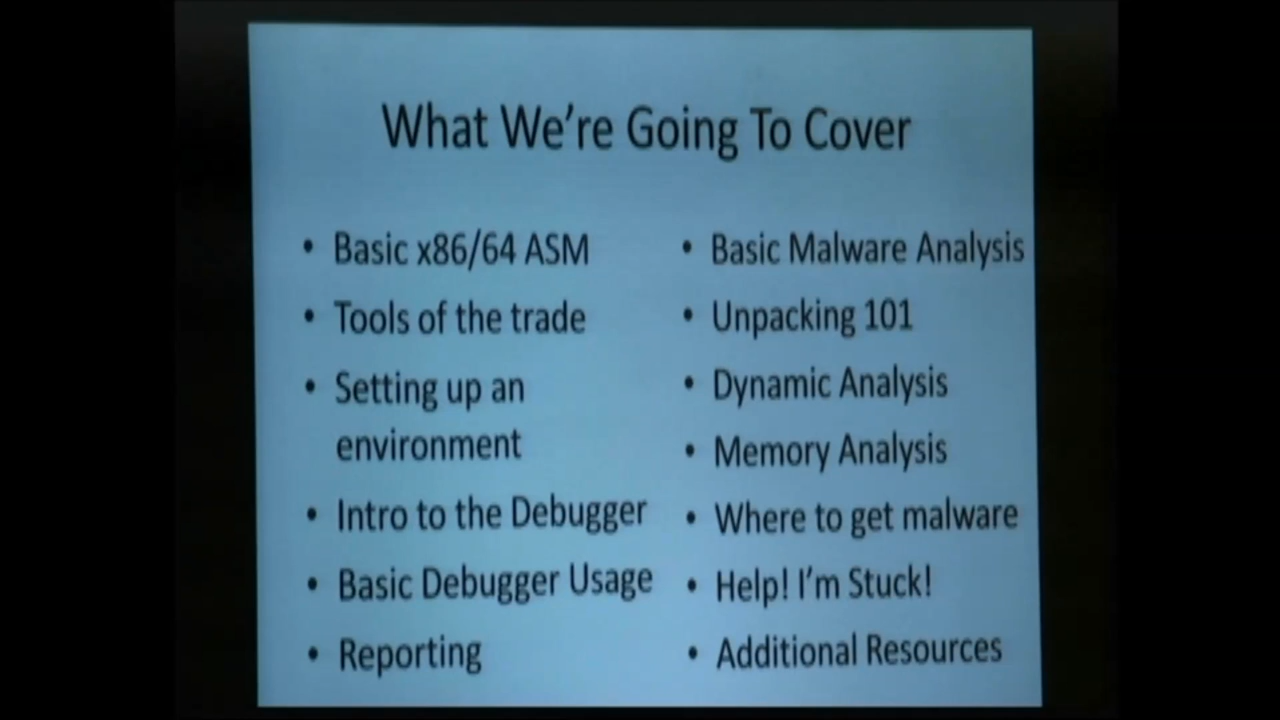 What We're Going To Cover
• Basic x86/64 ASM
• Tools of the trade
• Setting up an
environment
• Intro to the Debugger
• Basic Debugger Usage
• Reporting
• Basic Malware Analysis
• Unpacking 101
• Dynamic Analysis
• Memory Analysis
• Where to get malware
• Help! I'm Stuck!
• Additional Resources